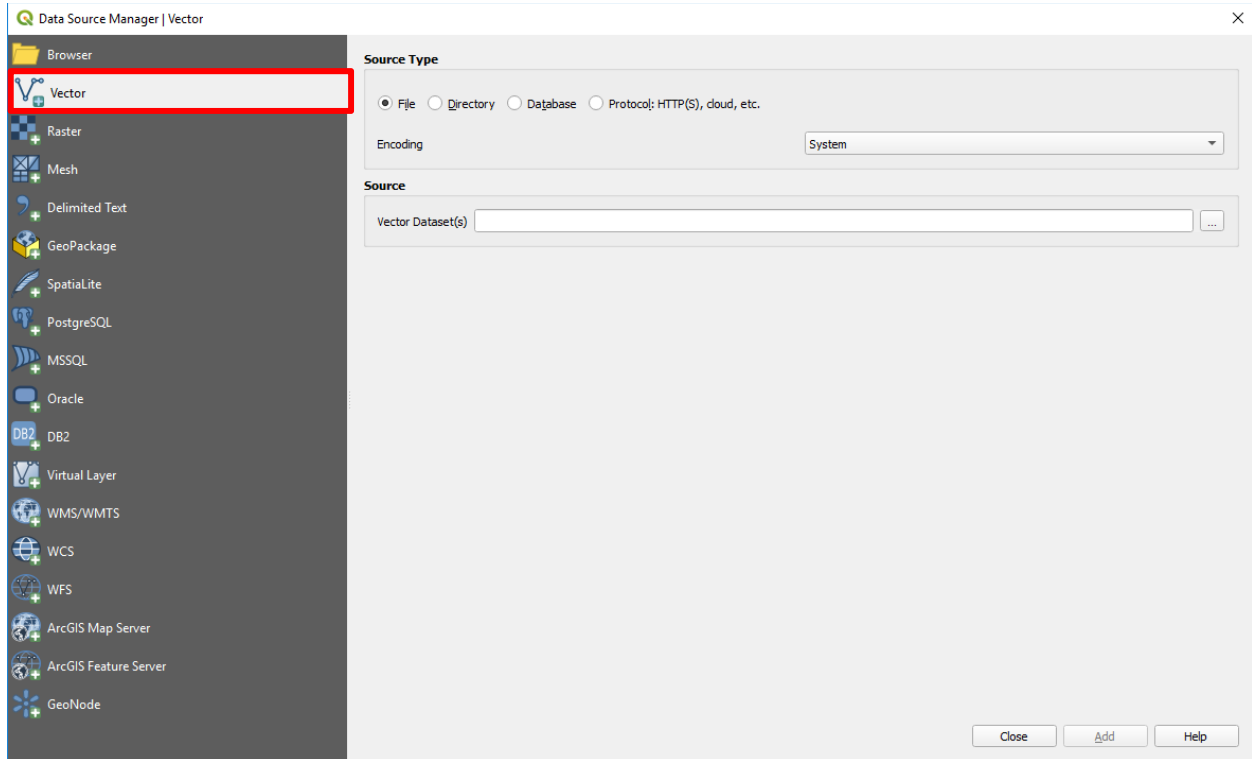 Data Source Manager | Vector
Browser
Vector
Raster
Mesh
Delimited Text
GeoPackage
SpatiaLite
PostgreSQL
MSSQL
Oracle
DB2 DB2
Virtual Layer
WMS/WMTS
WCS
WFS
ArcGIS Map Server
ArcGIS Feature Server
GeoNode
Source Type
File Directory Database Protocol: HTTP(S), cloud, etc.
Encoding System
Source
Vector Dataset(s) ...
Close Add Help